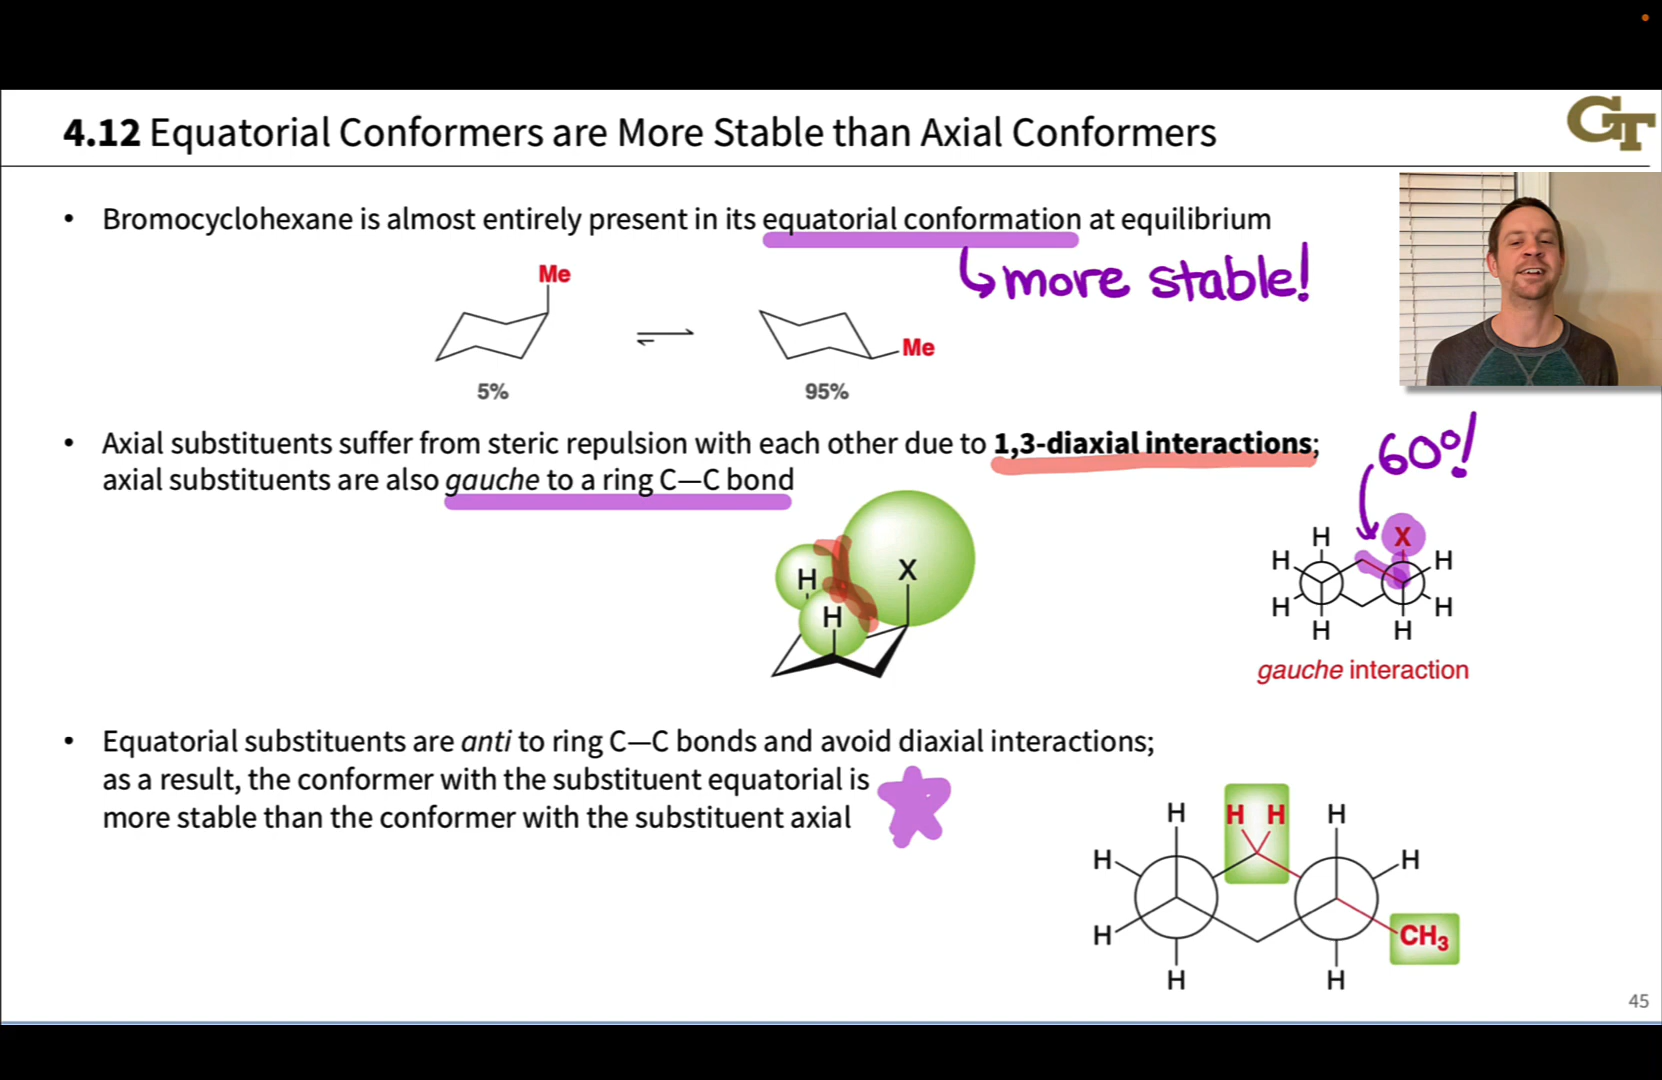 4.12 Equatorial Conformers are More Stable than Axial Conformers
GT
• Bromocyclohexane is almost entirely present in its equatorial conformation at equilibrium
more stable!
Me
Me
5%
95%
• Axial substituents suffer from steric repulsion with each other due to 1,3-diaxial interactions;
axial substituents are also gauche to a ring C—C bond
60°!
H
H
X
H X
H H
H H
H H
gauche interaction
• Equatorial substituents are anti to ring C—C bonds and avoid diaxial interactions;
as a result, the conformer with the substituent equatorial is
more stable than the conformer with the substituent axial
H H H H
H H
H CH₃
H H
45